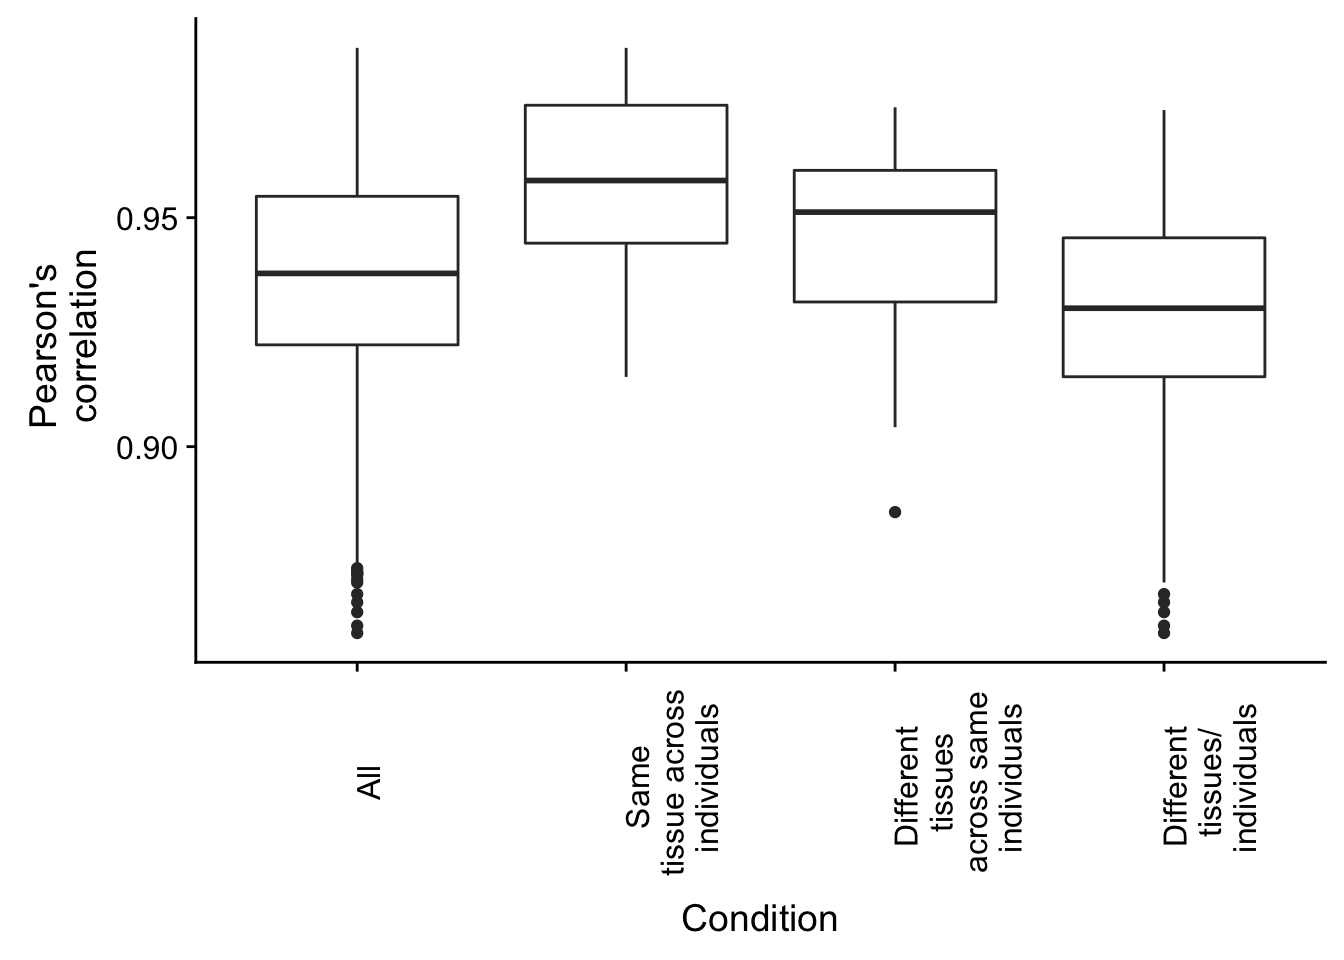 Pearson's
correlation
0.95
0.90
All
Same
tissue across
individuals
Different
tissues
across same
individuals
Different
tissues/
individuals
Condition